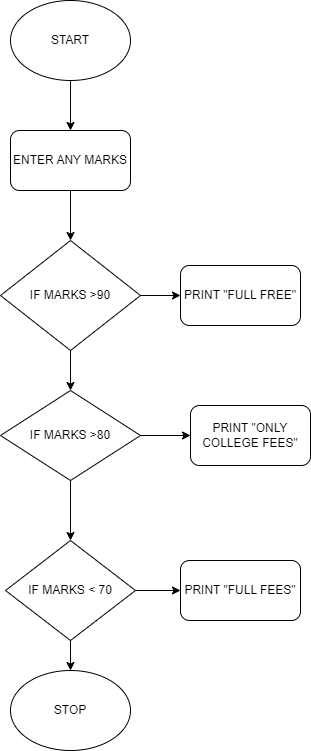 START
ENTER ANY MARKS
IF MARKS >90
PRINT "FULL FREE"
IF MARKS >80
PRINT "ONLY
COLLEGE FEES"
IF MARKS < 70
PRINT "FULL FEES"
STOP